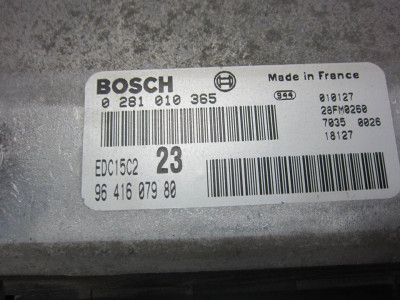 BOSCH Made in France
0 281 010 365 944 010127
28FM0260
7035 0026
18127
EDC15C2 23
96 416 079 80